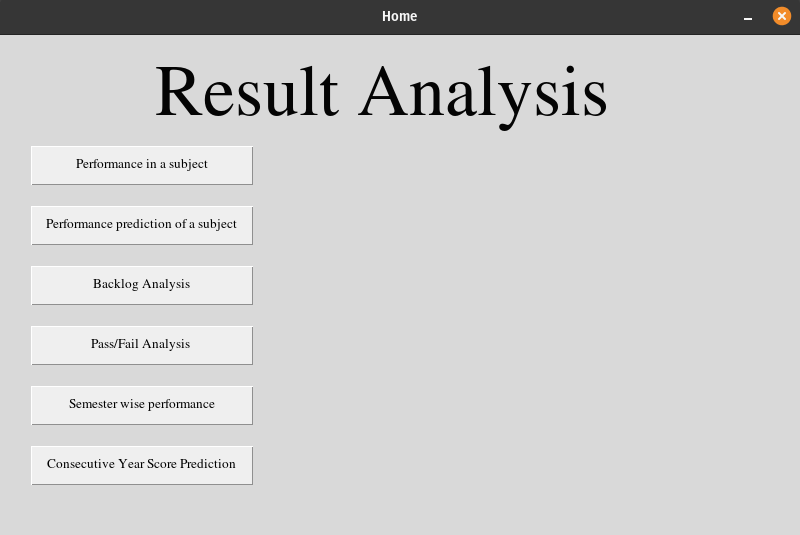 Home
Result Analysis
Performance in a subject
Performance prediction of a subject
Backlog Analysis
Pass/Fail Analysis
Semester wise performance
Consecutive Year Score Prediction